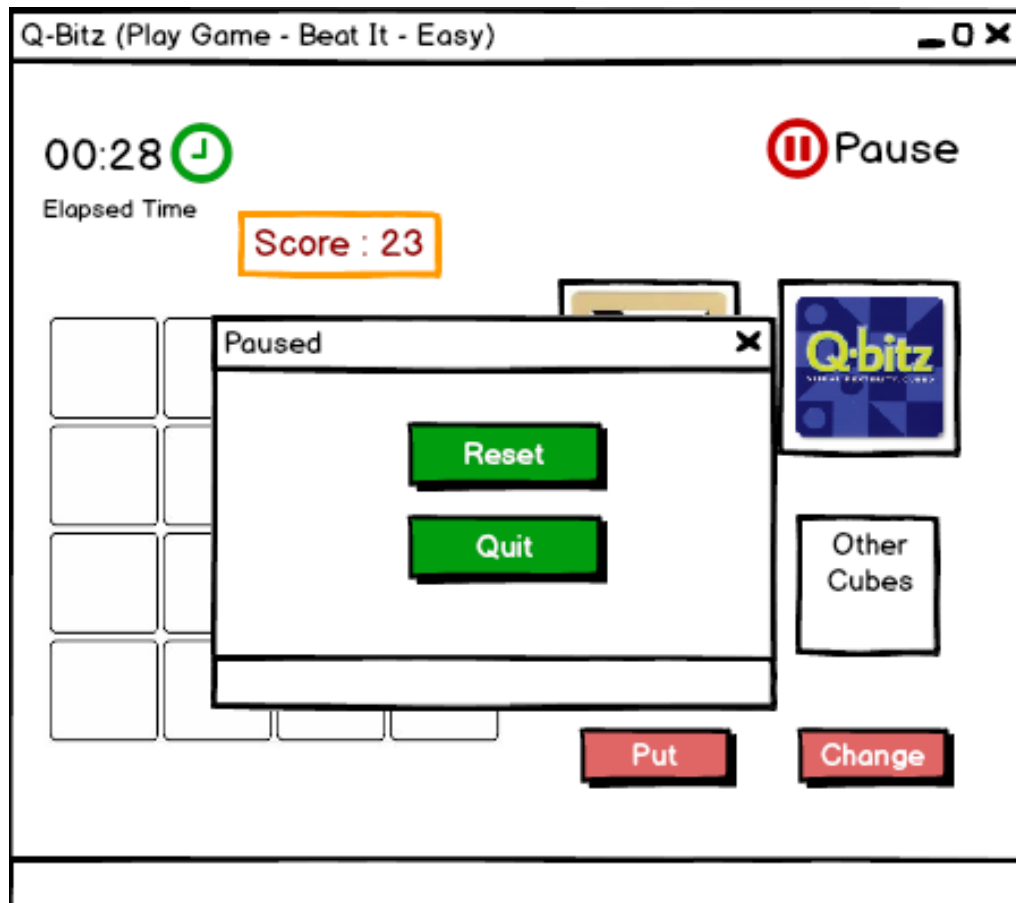 Q-Bitz (Play Game - Beat It - Easy)
00:28
Pause
Elapsed Time
Score : 23
Paused
Q·bitz
Reset
Quit
Other
Cubes
Put
Change